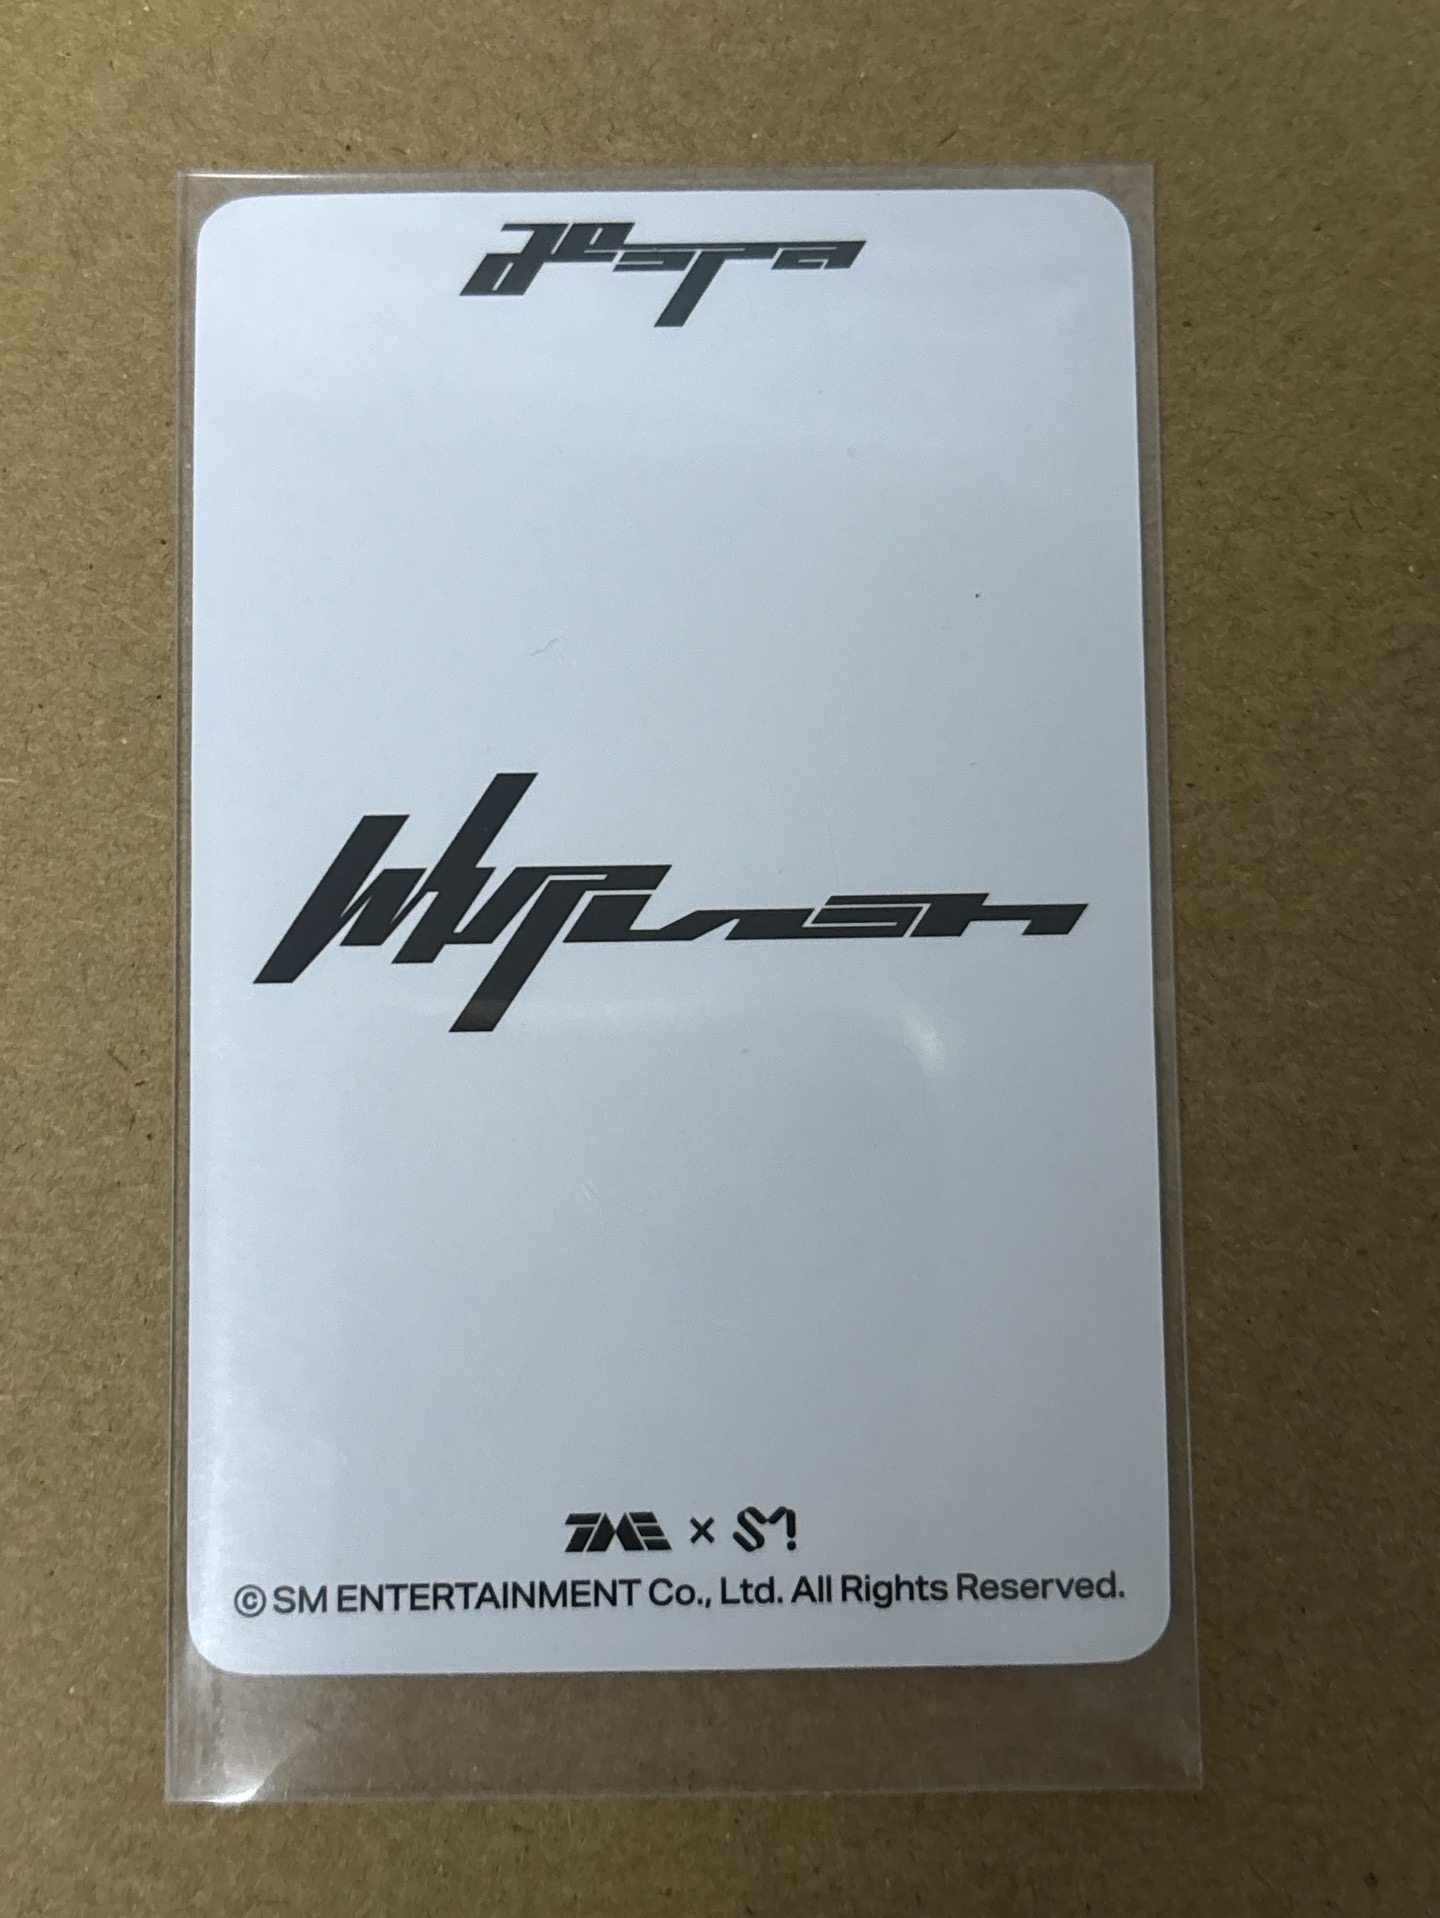 aespa
Whiplash
TME × SM!
© SM ENTERTAINMENT Co., Ltd. All Rights Reserved.